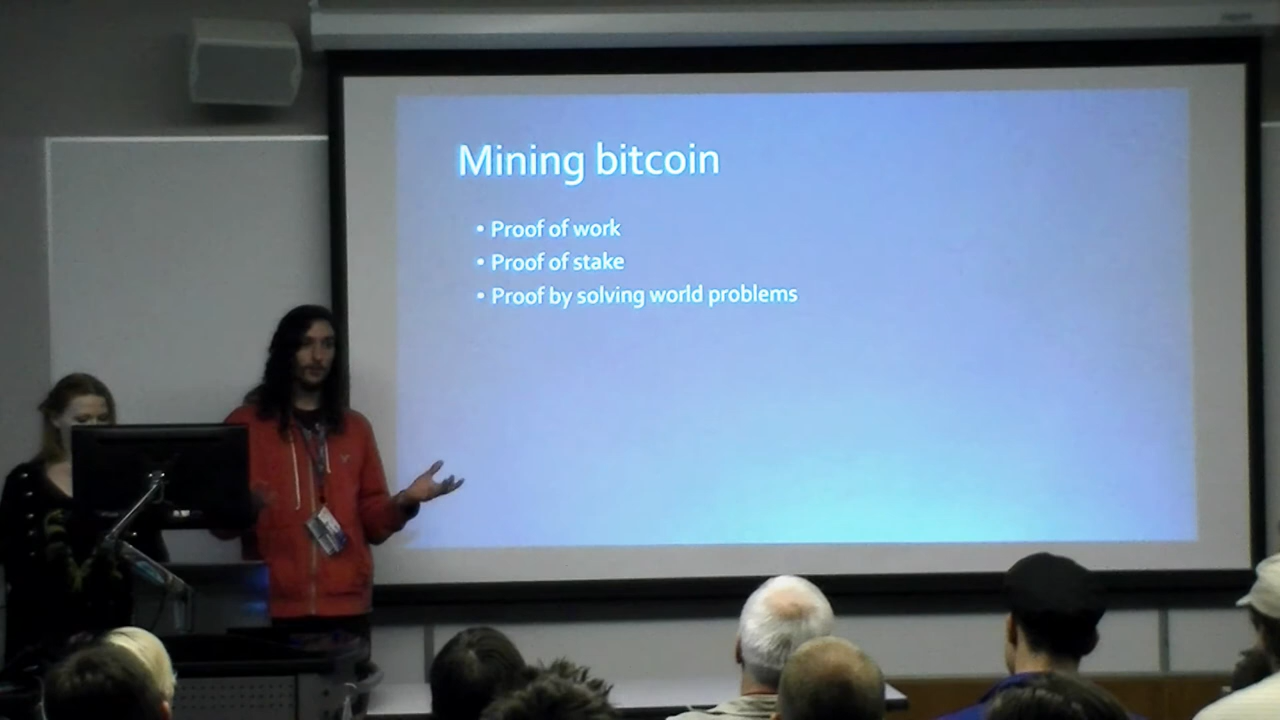 Mining bitcoin
• Proof of work
• Proof of stake
• Proof by solving world problems